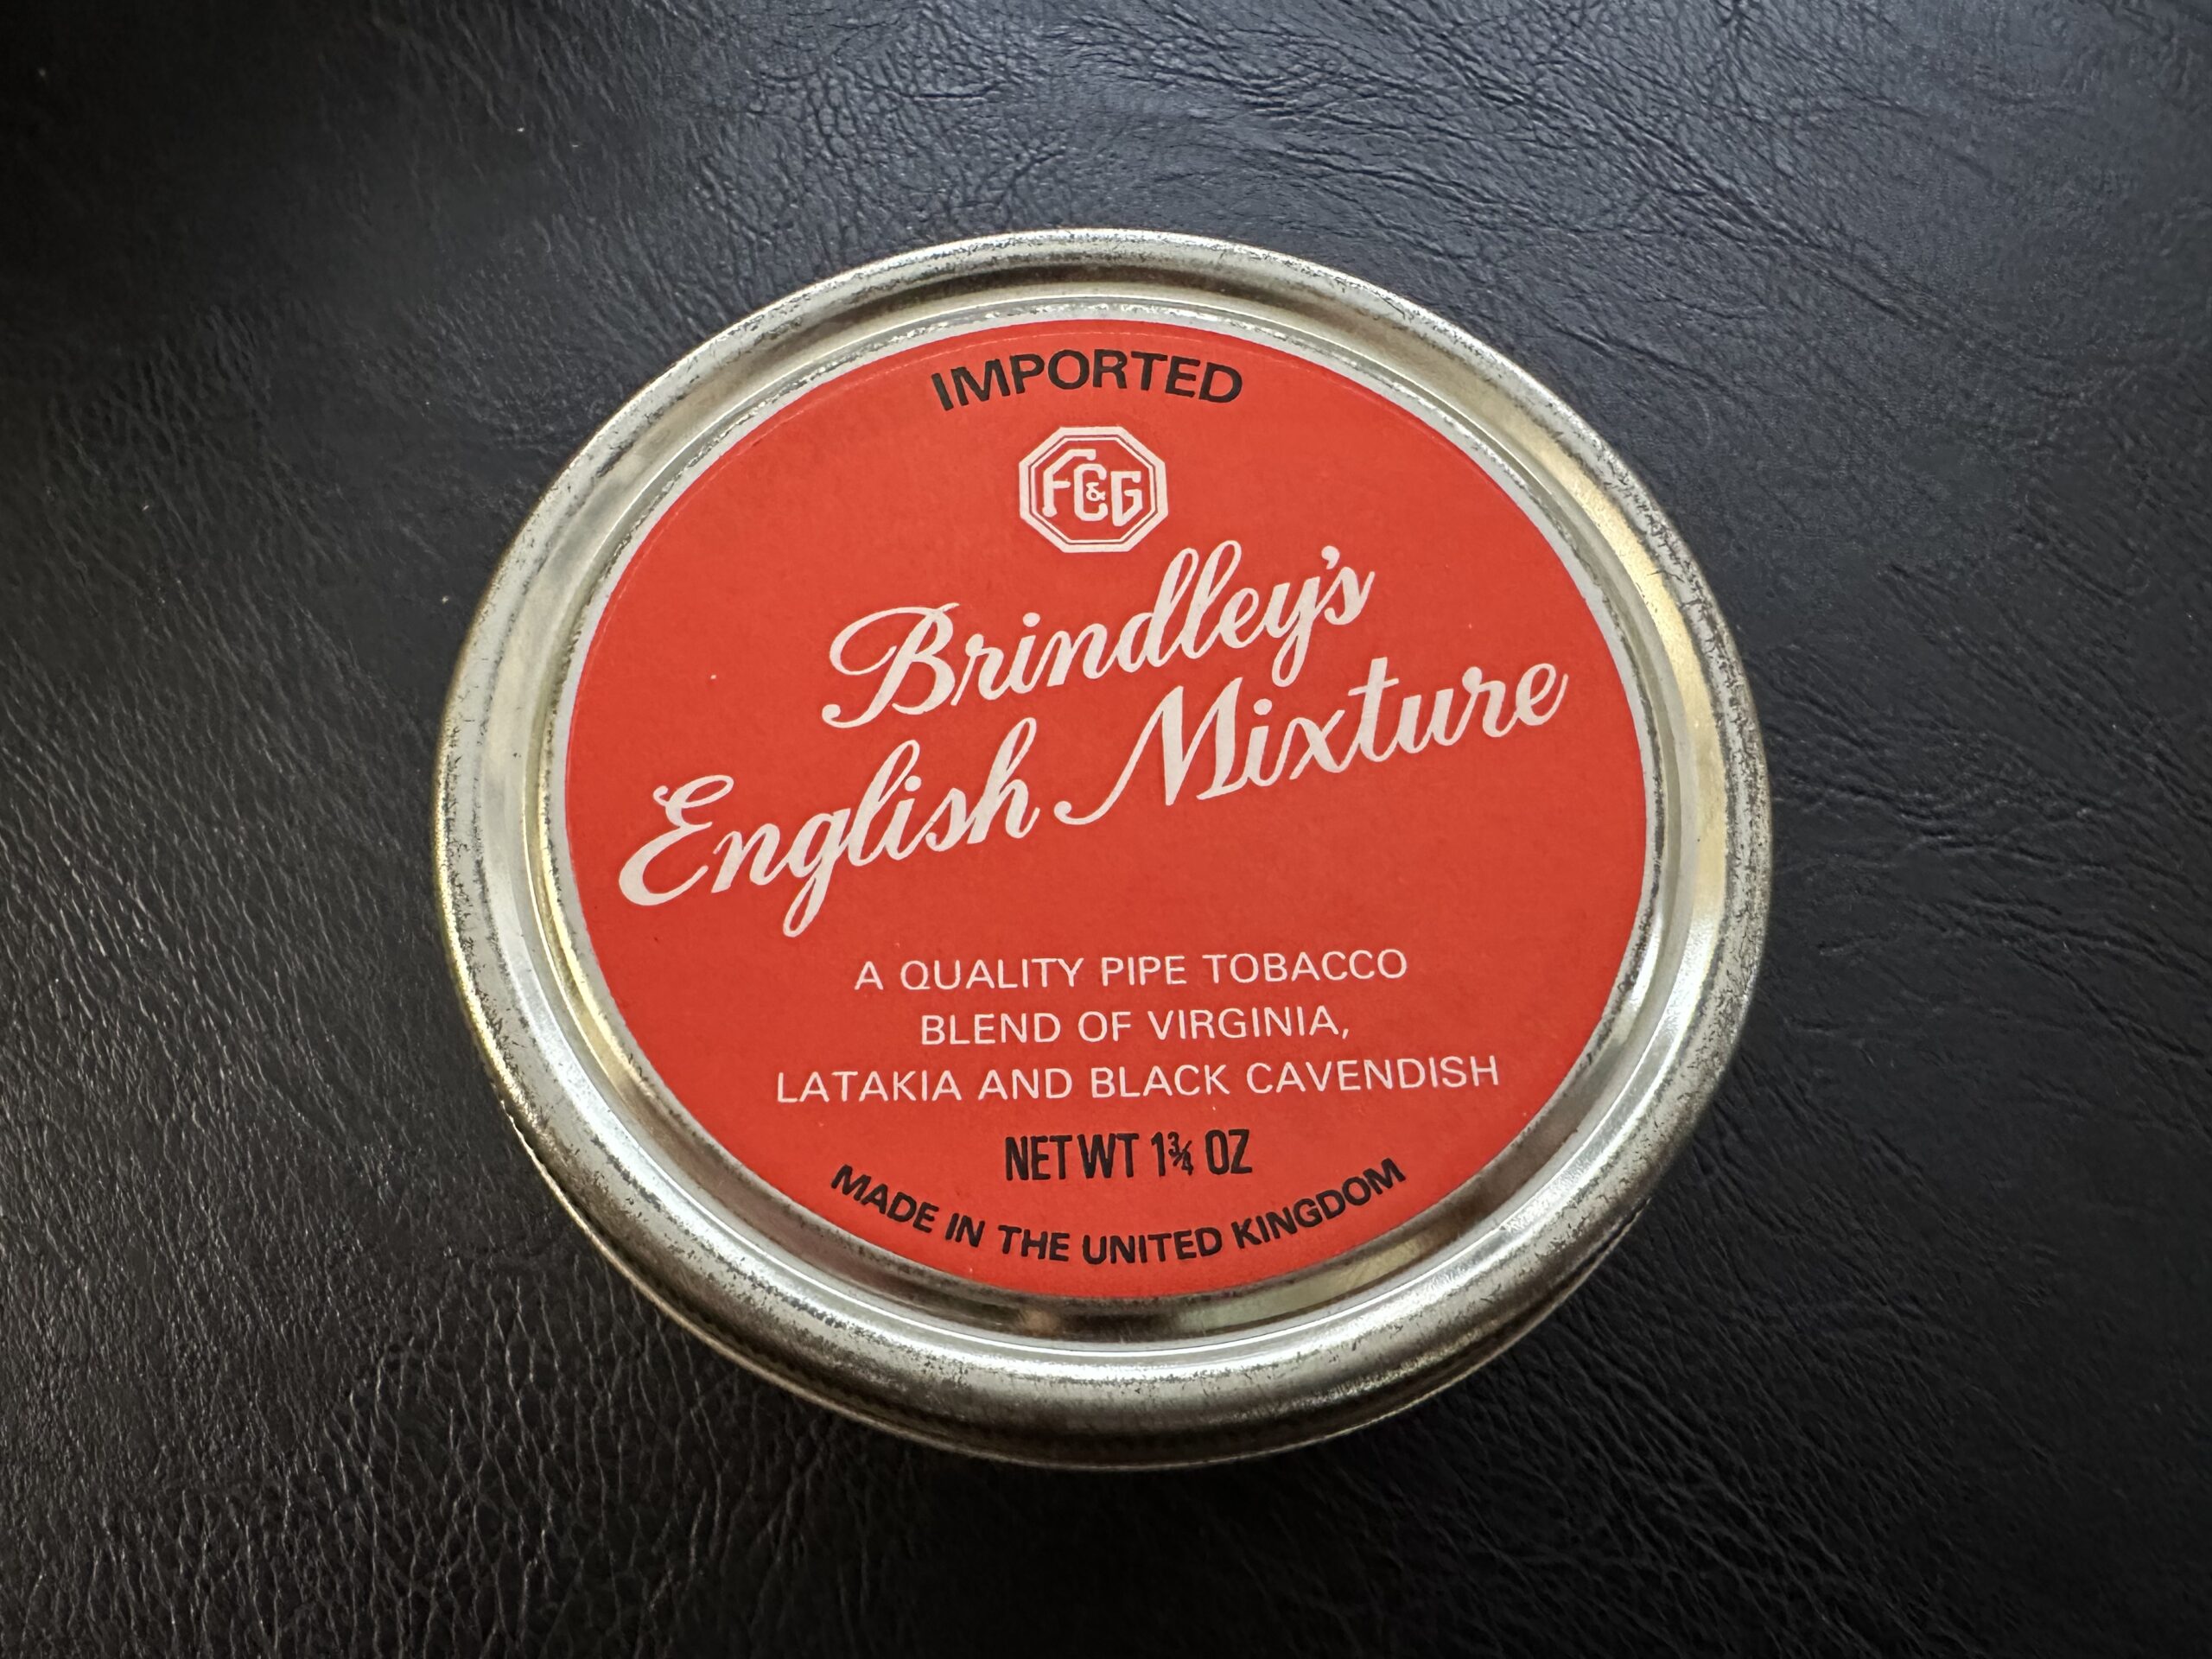 IMPORTED
FC&G
Brindley's
English Mixture
A QUALITY PIPE TOBACCO
BLEND OF VIRGINIA,
LATAKIA AND BLACK CAVENDISH
NET WT 1¾ OZ
MADE IN THE UNITED KINGDOM